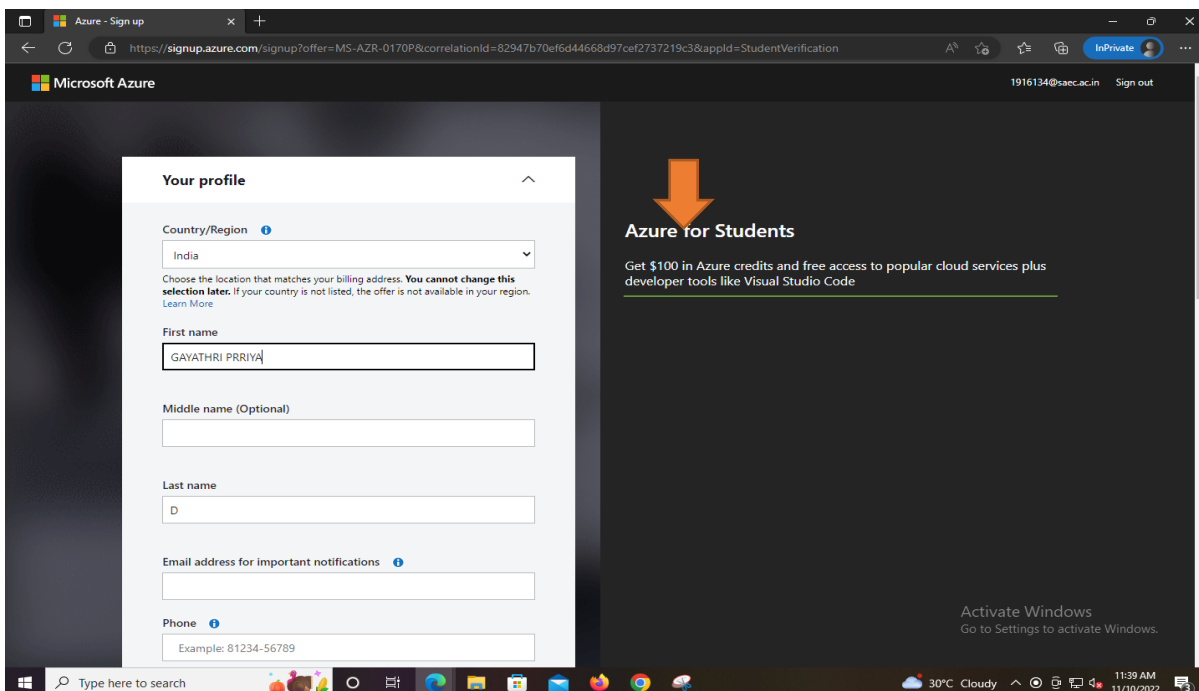 Azure - Sign up
https://signup.azure.com/signup?offer=MS-AZR-0170P&correlationId=82947b70ef6d44668d97cef2737219c3&appId=StudentVerification
InPrivate
Microsoft Azure
1916134@saec.ac.in Sign out
Your profile
Country/Region
India
Choose the location that matches your billing address. You cannot change this
selection later. If your country is not listed, the offer is not available in your region.
Learn More
First name
GAYATHRI PRRIYA
Middle name (Optional)
Last name
D
Email address for important notifications
Phone
Example: 81234-56789
Azure for Students
Get $100 in Azure credits and free access to popular cloud services plus
developer tools like Visual Studio Code
Activate Windows
Go to Settings to activate Windows.
Type here to search
30°C Cloudy
11:39 AM
11/10/2022